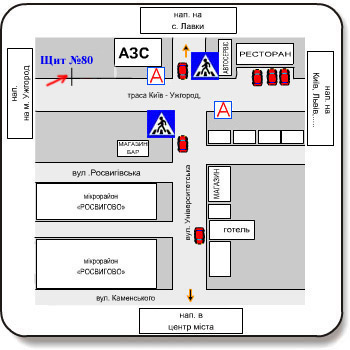 нап. на
с. Лавки
Щит №80
АЗС
АВТОСЕРВІС
РЕСТОРАН
A
нап.
на м. Ужгород
нап. на
Київ, Львів,....
траса Київ - Ужгород,
A
МАГАЗИН
БАР
вул .Росвигівська
МАГАЗИН
мікрорайон
«РОСВИГОВО»
вул. Університетська
готель
мікрорайон
«РОСВИГОВО»
вул. Каменського
нап. в
центр міста